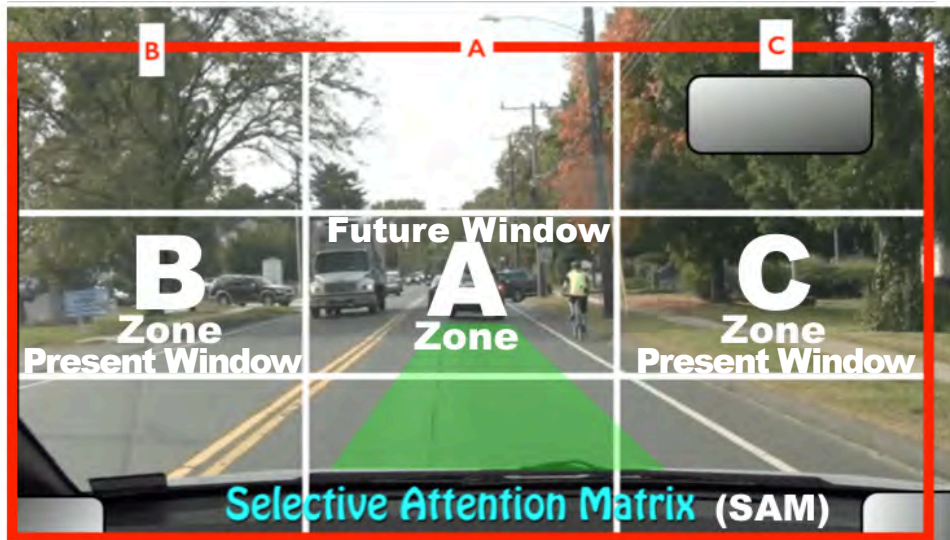 B A C
Future Window
B A C
Zone Zone Zone
Present Window Present Window
Selective Attention Matrix (SAM)